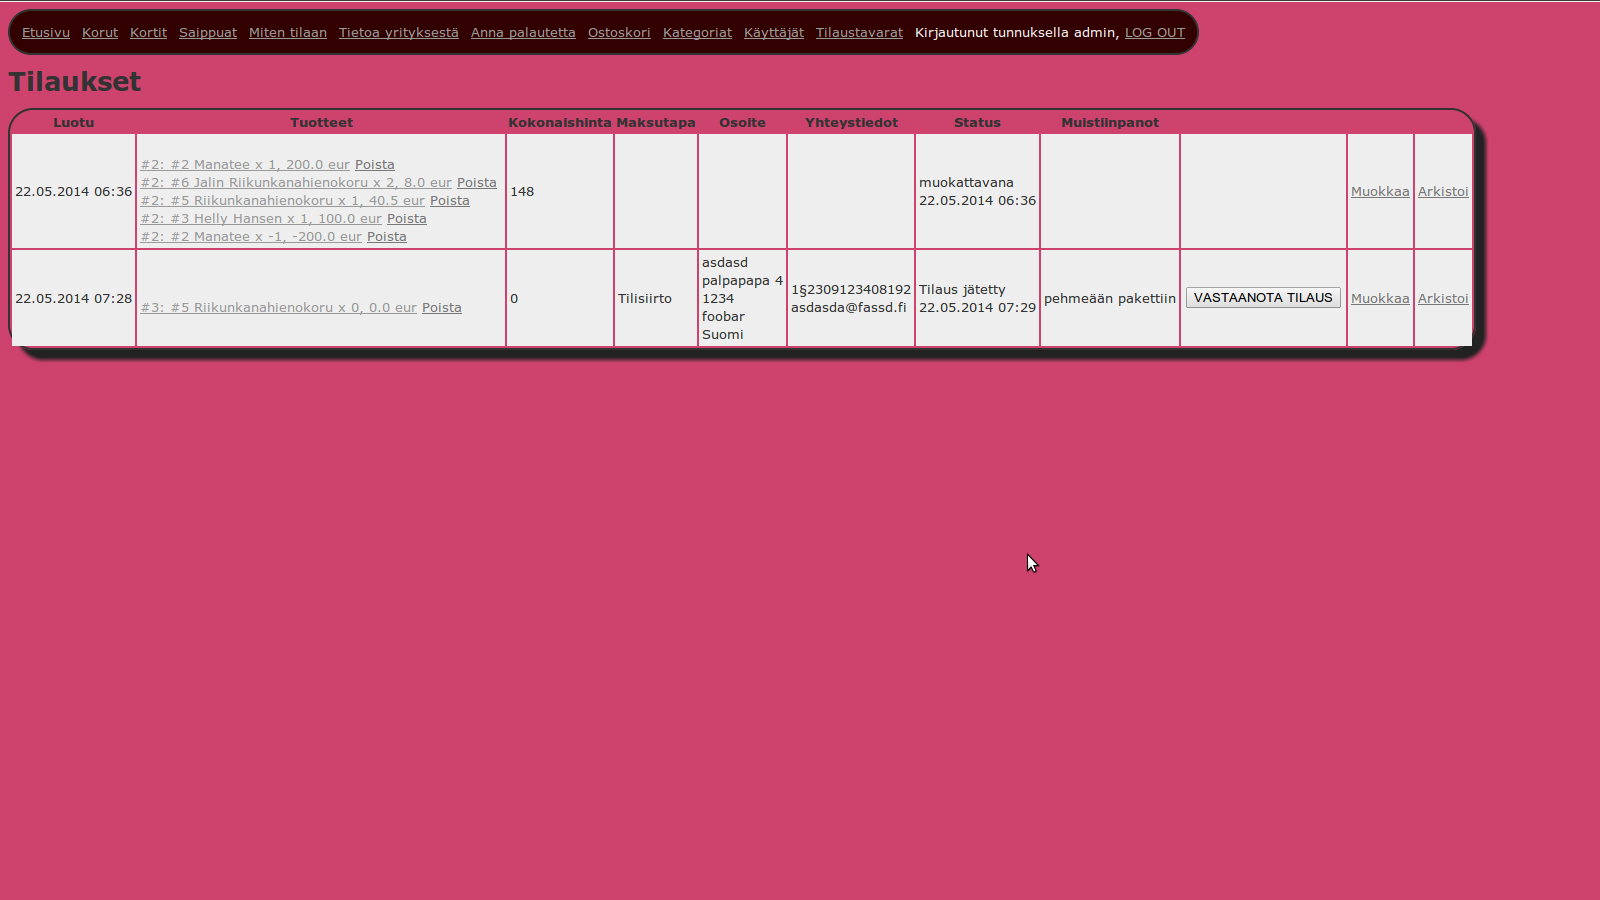 Etusivu Korut Kortit Saippuat Miten tilaan Tietoa yrityksestä Anna palautetta Ostoskori Kategoriat Käyttäjät Tilaustavarat Kirjautunut tunnuksella admin, LOG OUT
Tilaukset
Luotu Tuotteet Kokonaishinta Maksutapa Osoite Yhteystiedot Status Muistiinpanot
22.05.2014 06:36
#2: #2 Manatee x 1, 200.0 eur Poista
#2: #6 Jalin Riikunkanahienokoru x 2, 8.0 eur Poista
#2: #5 Riikunkanahienokoru x 1, 40.5 eur Poista
#2: #3 Helly Hansen x 1, 100.0 eur Poista
#2: #2 Manatee x -1, -200.0 eur Poista
148
muokattavana
22.05.2014 06:36
Muokkaa
Arkistoi
22.05.2014 07:28
#3: #5 Riikunkanahienokoru x 0, 0.0 eur Poista
0
Tilisiirto
asdasd
palpapapa 4
1234
foobar
Suomi
1§2309123408192
asdasda@fassd.fi
Tilaus jätetty
22.05.2014 07:29
pehmeään pakettiin
VASTAANOTA TILAUS
Muokkaa
Arkistoi